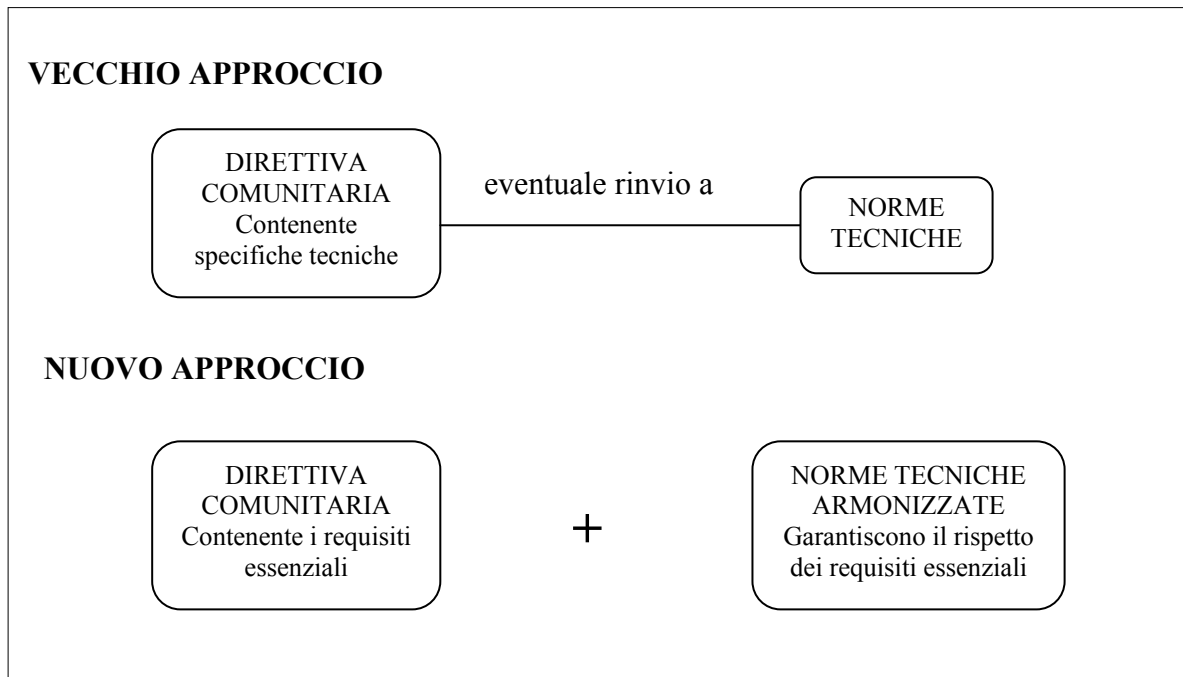 VECCHIO APPROCCIO
DIRETTIVA
COMUNITARIA
Contenente
specifiche tecniche
eventuale rinvio a
NORME
TECNICHE
NUOVO APPROCCIO
DIRETTIVA
COMUNITARIA
Contenente i requisiti
essenziali
+
NORME TECNICHE
ARMONIZZATE
Garantiscono il rispetto
dei requisiti essenziali